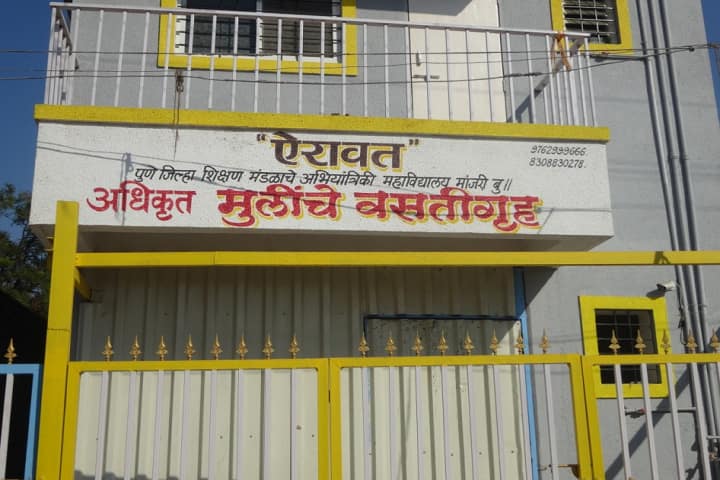 "ऐरावत"
9762999666.
8308830278.
पुणे जिल्हा शिक्षण मंडळाचे अभियांत्रिकी महाविद्यालय मांजरी बु॥
अधिकृत मुलींचे वसतीगृह